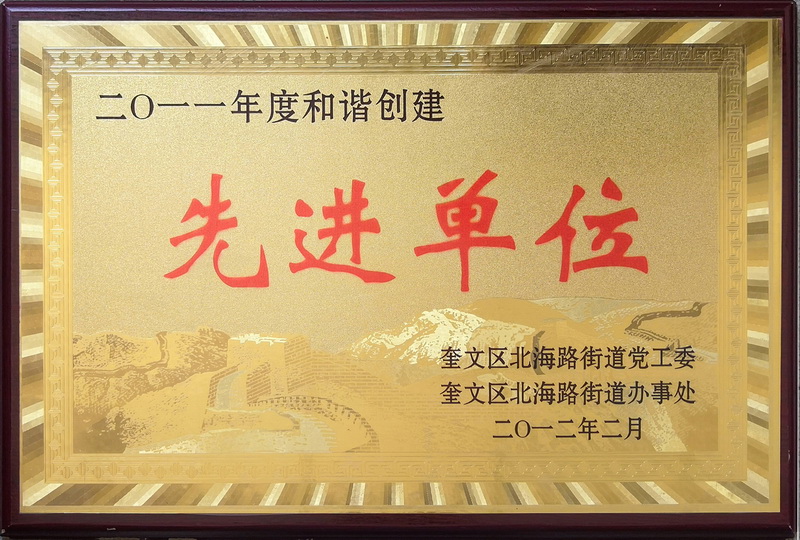 二〇一一年度和谐创建
先进单位
奎文区北海路街道党工委
奎文区北海路街道办事处
二〇一二年二月